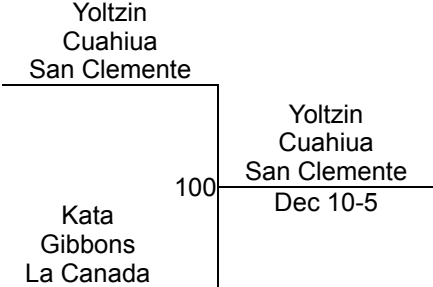 Yoltzin
Cuahiua
San Clemente
Yoltzin
Cuahiua
San Clemente
100
Dec 10-5
Kata
Gibbons
La Canada